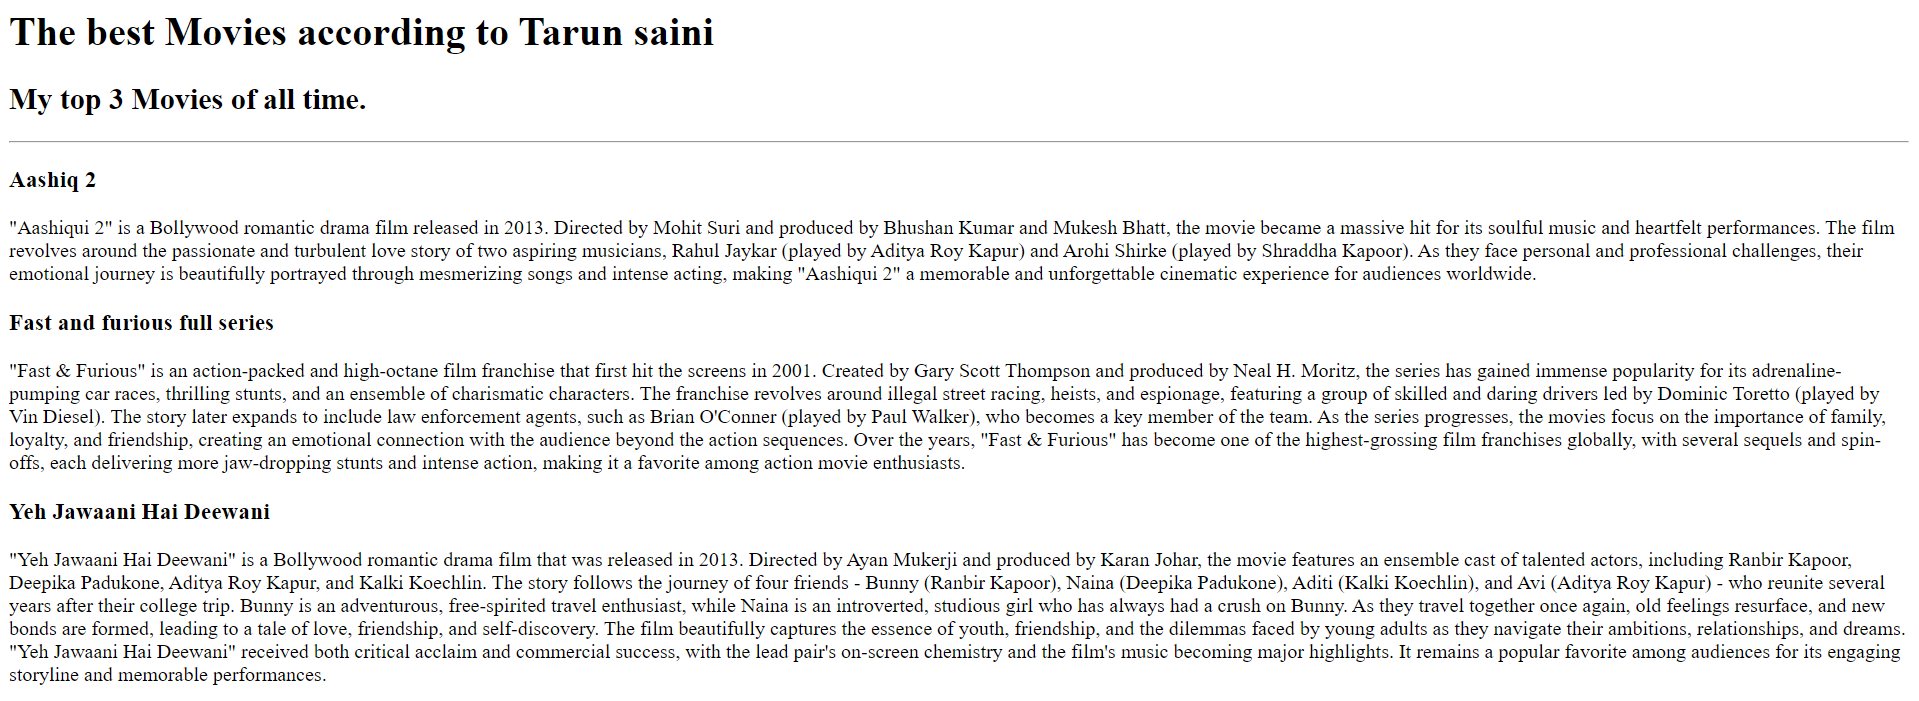 The best Movies according to Tarun saini
My top 3 Movies of all time.
Aashiq 2
"Aashiqui 2" is a Bollywood romantic drama film released in 2013. Directed by Mohit Suri and produced by Bhushan Kumar and Mukesh Bhatt, the movie became a massive hit for its soulful music and heartfelt performances. The film
revolves around the passionate and turbulent love story of two aspiring musicians, Rahul Jaykar (played by Aditya Roy Kapur) and Arohi Shirke (played by Shraddha Kapoor). As they face personal and professional challenges, their
emotional journey is beautifully portrayed through mesmerizing songs and intense acting, making "Aashiqui 2" a memorable and unforgettable cinematic experience for audiences worldwide.
Fast and furious full series
"Fast & Furious" is an action-packed and high-octane film franchise that first hit the screens in 2001. Created by Gary Scott Thompson and produced by Neal H. Moritz, the series has gained immense popularity for its adrenaline-
pumping car races, thrilling stunts, and an ensemble of charismatic characters. The franchise revolves around illegal street racing, heists, and espionage, featuring a group of skilled and daring drivers led by Dominic Toretto (played by
Vin Diesel). The story later expands to include law enforcement agents, such as Brian O'Conner (played by Paul Walker), who becomes a key member of the team. As the series progresses, the movies focus on the importance of family,
loyalty, and friendship, creating an emotional connection with the audience beyond the action sequences. Over the years, "Fast & Furious" has become one of the highest-grossing film franchises globally, with several sequels and spin-
offs, each delivering more jaw-dropping stunts and intense action, making it a favorite among action movie enthusiasts.
Yeh Jawaani Hai Deewani
"Yeh Jawaani Hai Deewani" is a Bollywood romantic drama film that was released in 2013. Directed by Ayan Mukerji and produced by Karan Johar, the movie features an ensemble cast of talented actors, including Ranbir Kapoor,
Deepika Padukone, Aditya Roy Kapur, and Kalki Koechlin. The story follows the journey of four friends - Bunny (Ranbir Kapoor), Naina (Deepika Padukone), Aditi (Kalki Koechlin), and Avi (Aditya Roy Kapur) - who reunite several
years after their college trip. Bunny is an adventurous, free-spirited travel enthusiast, while Naina is an introverted, studious girl who has always had a crush on Bunny. As they travel together once again, old feelings resurface, and new
bonds are formed, leading to a tale of love, friendship, and self-discovery. The film beautifully captures the essence of youth, friendship, and the dilemmas faced by young adults as they navigate their ambitions, relationships, and dreams.
"Yeh Jawaani Hai Deewani" received both critical acclaim and commercial success, with the lead pair's on-screen chemistry and the film's music becoming major highlights. It remains a popular favorite among audiences for its engaging
storyline and memorable performances.